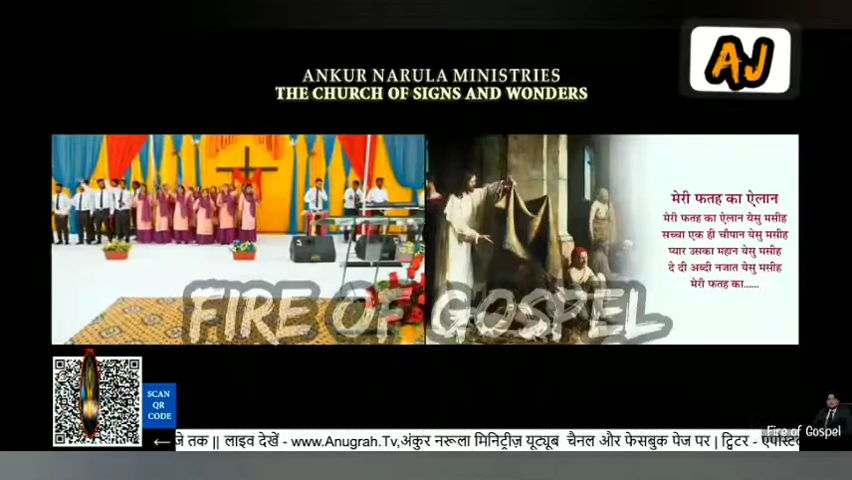 AJ
ANKUR NARULA MINISTRIES
THE CHURCH OF SIGNS AND WONDERS
मेरी फतह का ऐलान
मेरी फतह का ऐलान येसु मसीह
सच्चा एक ही चौपान येसु मसीह
प्यार उसका महान येसु मसीह
दे दी अब्दी नजात येसु मसीह
मेरी फतह का......
FIRE OF GOSPEL
SCAN
QR
CODE
जे तक || लाइव देखें - www.Anugrah.Tv,अंकुर नरूला मिनिट्रीज़ यूट्यूब चैनल और फेसबुक पेज पर | ट्विटर -
Fire of Gospel